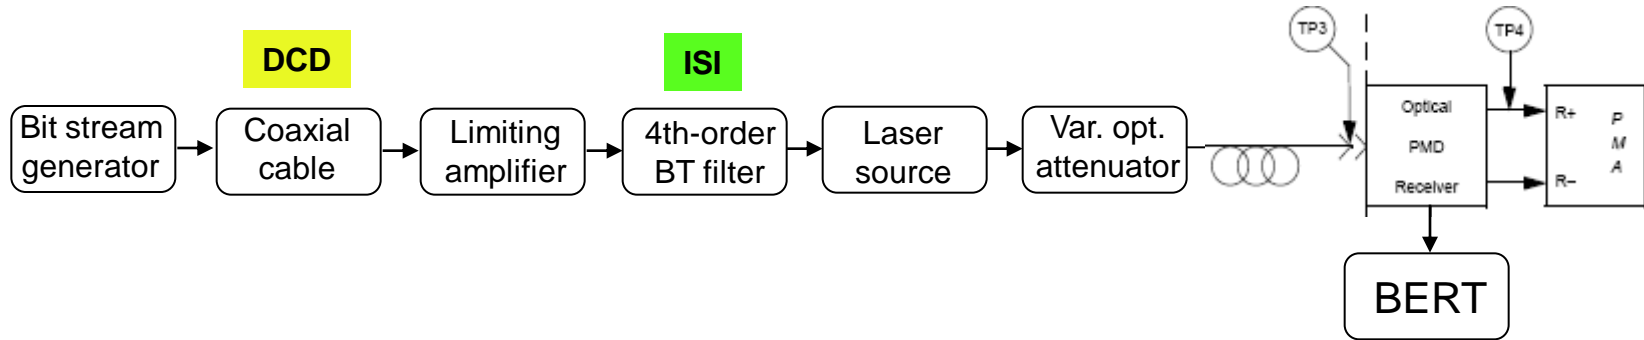 DCD
ISI
TP3
TP4
Bit stream
generator
Coaxial
cable
Limiting
amplifier
4th-order
BT filter
Laser
source
Var. opt.
attenuator
Optical
PMD
Receiver
R+
R–
P
M
A
BERT